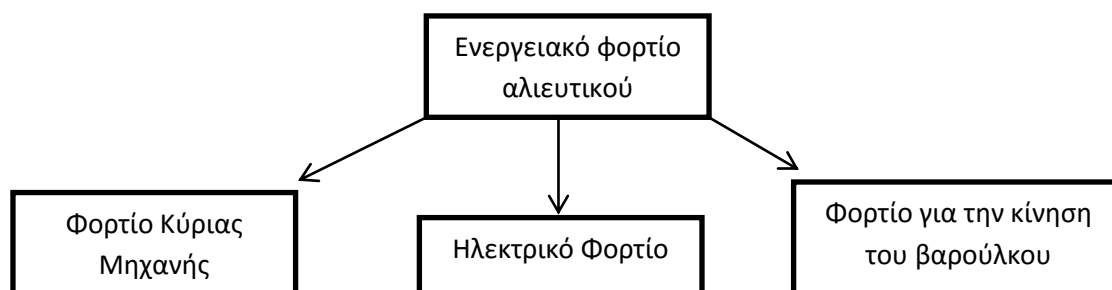 Ενεργειακό φορτίο
αλιευτικού
Φορτίο Κύριας
Μηχανής
Ηλεκτρικό Φορτίο
Φορτίο για την κίνηση
του βαρούλκου